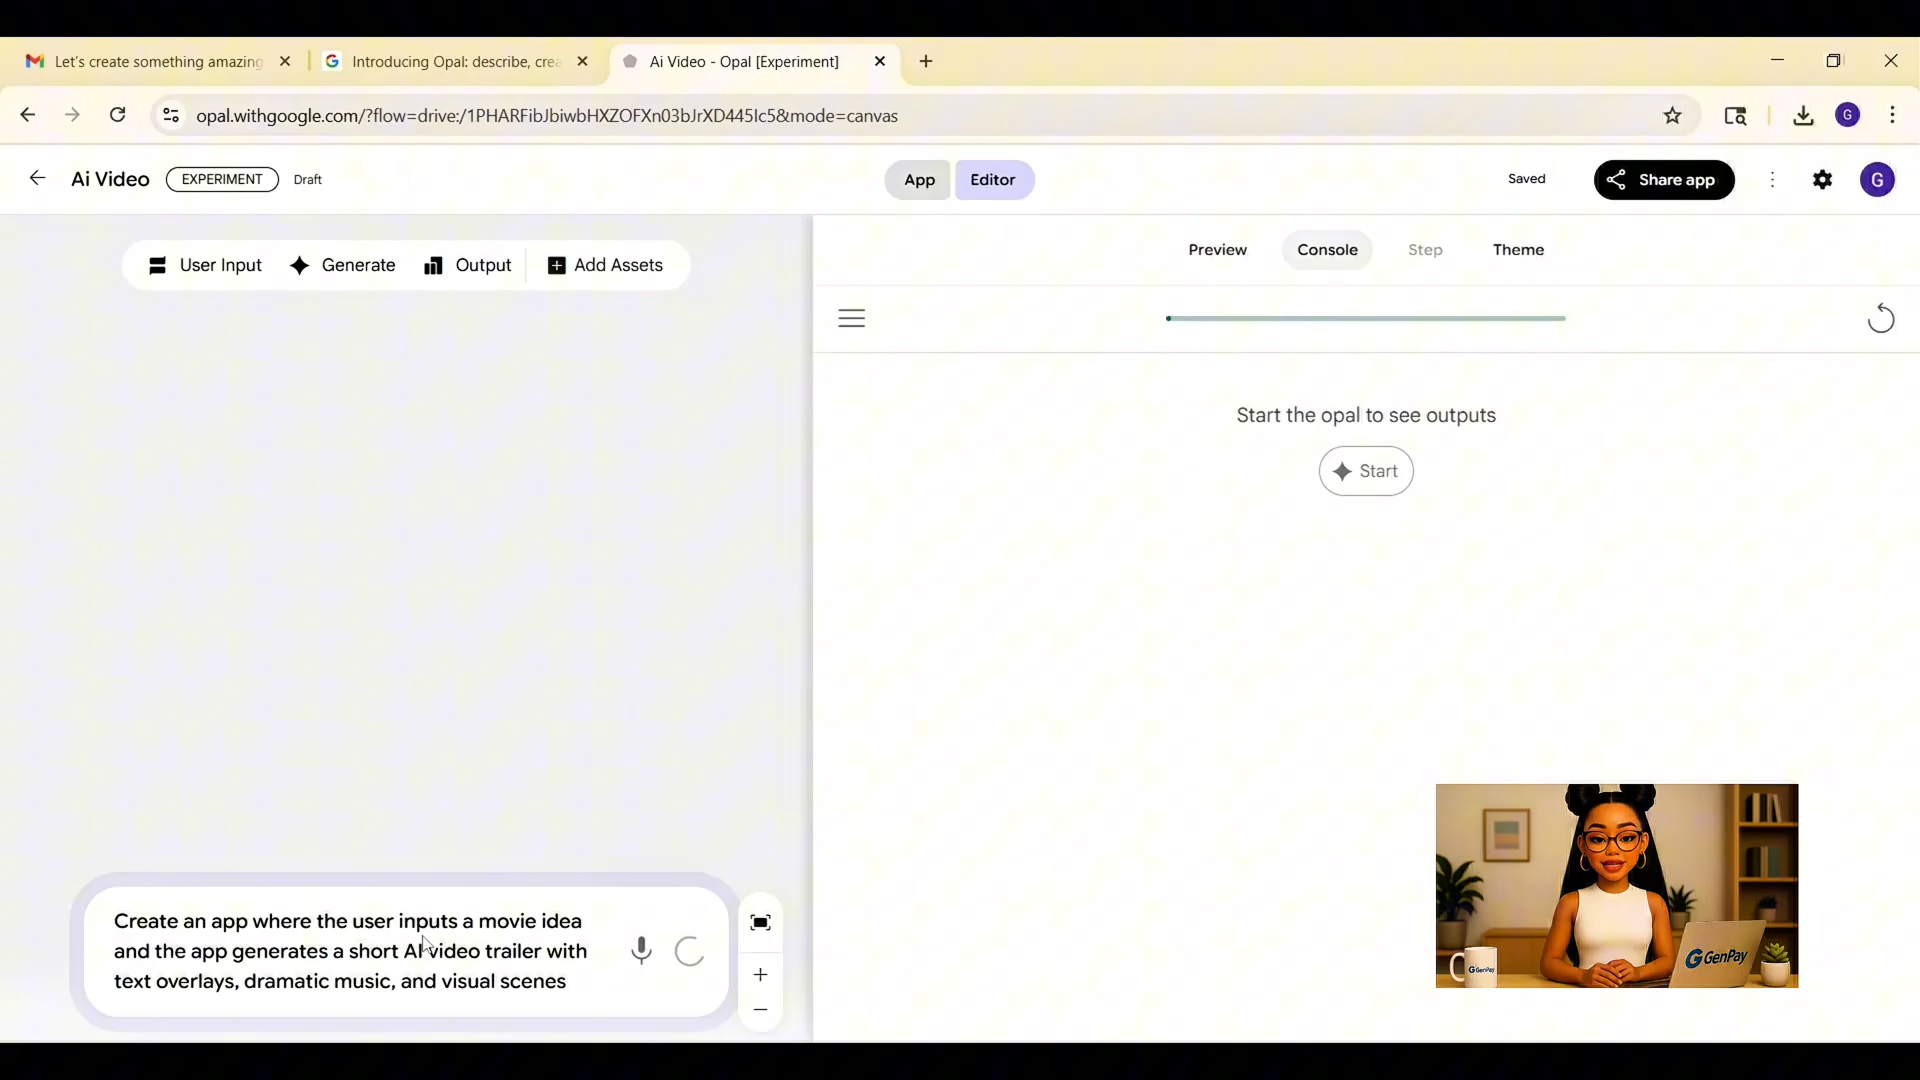 Let's create something amazing
Introducing Opal: describe, crea
Ai Video - Opal [Experiment]
opal.withgoogle.com/?flow=drive:/1PHARFibJbiwbHXZOFXn03bJrXD445Ic5&mode=canvas
G
Ai Video
EXPERIMENT
Draft
App
Editor
Saved
Share app
G
User Input
Generate
Output
Add Assets
Preview
Console
Step
Theme
Start the opal to see outputs
Start
Create an app where the user inputs a movie idea
and the app generates a short AI video trailer with
text overlays, dramatic music, and visual scenes
GenPay
GenPay